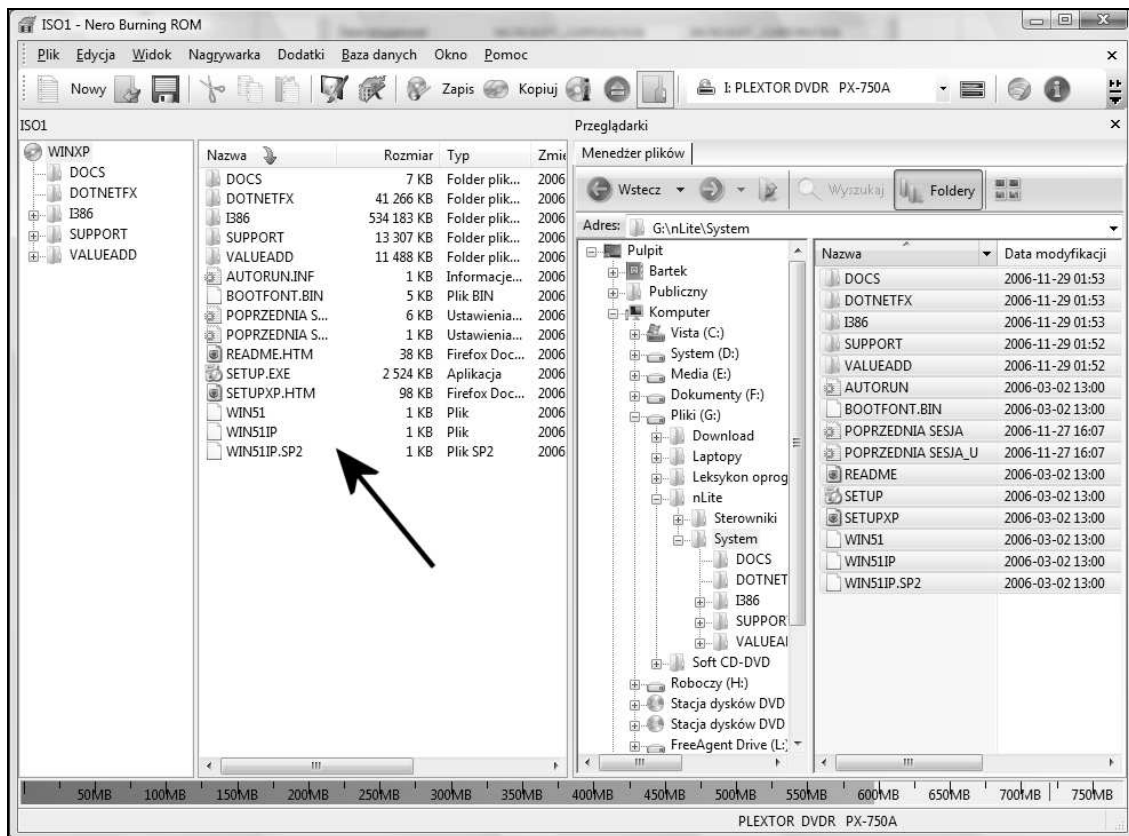 ISO1 - Nero Burning ROM
Plik Edycja Widok Nagrywarka Dodatki Baza danych Okno Pomoc
Nowy Zapis Kopiuj I: PLEXTOR DVDR PX-750A
ISO1
WINXP
DOCS
DOTNETFX
I386
SUPPORT
VALUEADD
Nazwa Rozmiar Typ Zmie
DOCS 7 KB Folder plik... 2006
DOTNETFX 41 266 KB Folder plik... 2006
I386 534 183 KB Folder plik... 2006
SUPPORT 13 307 KB Folder plik... 2006
VALUEADD 11 488 KB Folder plik... 2006
AUTORUN.INF 1 KB Informacje... 2006
BOOTFONT.BIN 5 KB Plik BIN 2006
POPRZEDNIA S... 6 KB Ustawienia... 2006
POPRZEDNIA S... 1 KB Ustawienia... 2006
README.HTM 38 KB Firefox Doc... 2006
SETUP.EXE 2 524 KB Aplikacja 2006
SETUPXP.HTM 98 KB Firefox Doc... 2006
WIN51 1 KB Plik 2006
WIN51IP 1 KB Plik 2006
WIN51IP.SP2 1 KB Plik SP2 2006
Przeglądarki
Menedżer plików
Wstecz Wyszukaj Foldery
Adres: G:\nLite\System
Pulpit
Bartek
Publiczny
Komputer
Vista (C:)
System (D:)
Media (E:)
Dokumenty (F:)
Pliki (G:)
Download
Laptopy
Leksykon oprog
nLite
Sterowniki
System
DOCS
DOTNET
I386
SUPPOR
VALUEAI
Soft CD-DVD
Roboczy (H:)
Stacja dysków DVD
Stacja dysków DVD
FreeAgent Drive (L:)
Nazwa Data modyfikacji
DOCS 2006-11-29 01:53
DOTNETFX 2006-11-29 01:53
I386 2006-11-29 01:53
SUPPORT 2006-11-29 01:52
VALUEADD 2006-11-29 01:52
AUTORUN 2006-03-02 13:00
BOOTFONT.BIN 2006-03-02 13:00
POPRZEDNIA SESJA 2006-11-27 16:07
POPRZEDNIA SESJA_U 2006-11-27 16:07
README 2006-03-02 13:00
SETUP 2006-03-02 13:00
SETUPXP 2006-03-02 13:00
WIN51 2006-03-02 13:00
WIN51IP 2006-03-02 13:00
WIN51IP.SP2 2006-03-02 13:00
50MB 100MB 150MB 200MB 250MB 300MB 350MB 400MB 450MB 500MB 550MB 600MB 650MB 700MB 750MB
PLEXTOR DVDR PX-750A